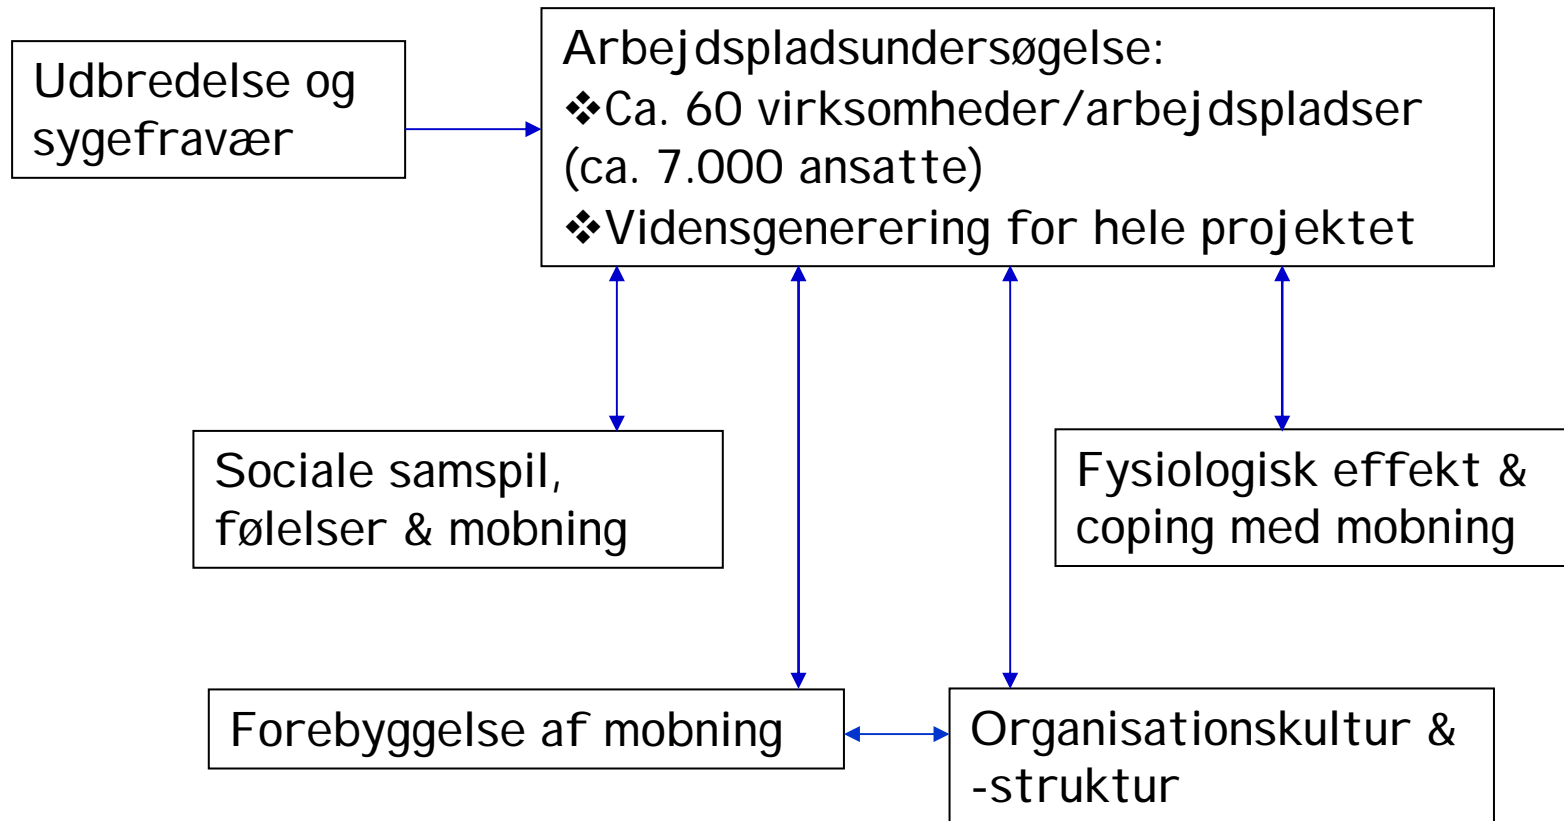 Udbredelse og
sygefravær
Arbejdspladsundersøgelse:
❖Ca. 60 virksomheder/arbejdspladser
(ca. 7.000 ansatte)
❖Vidensgenerering for hele projektet
Sociale samspil,
følelser & mobning
Fysiologisk effekt &
coping med mobning
Forebyggelse af mobning
Organisationskultur &
-struktur